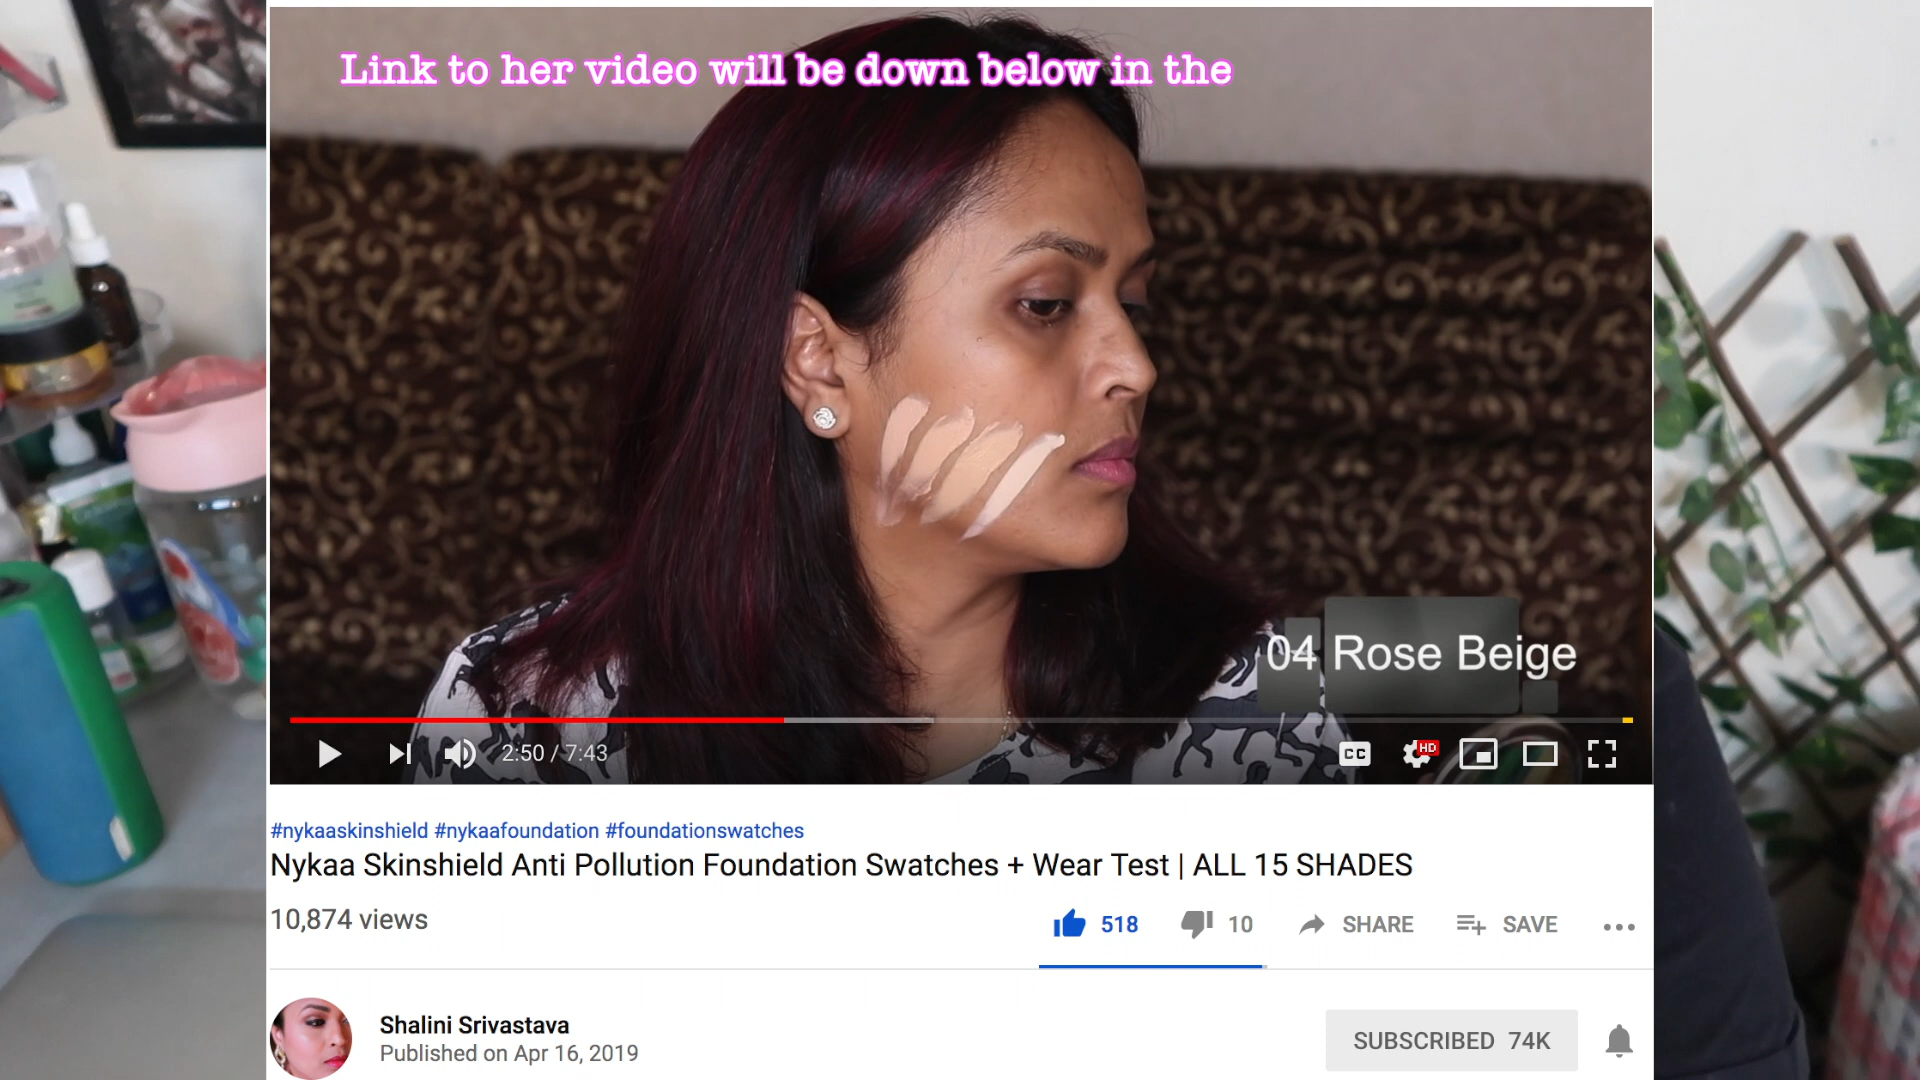 Link to her video will be down below in the
04 Rose Beige
2:50 / 7:43
CC
HD
#nykaaskinshield #nykaafoundation #foundationswatches
Nykaa Skinshield Anti Pollution Foundation Swatches + Wear Test | ALL 15 SHADES
10,874 views
518
10
SHARE
SAVE
Shalini Srivastava
Published on Apr 16, 2019
SUBSCRIBED 74K